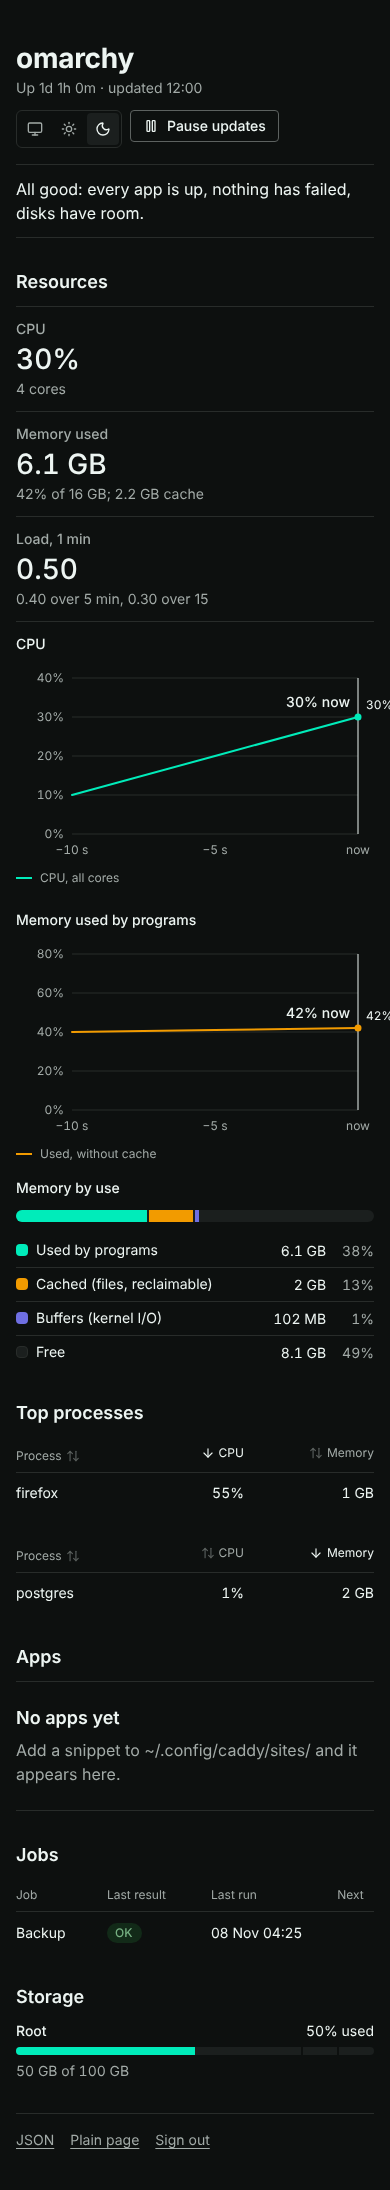 omarchy
Up 1d 1h 0m · updated 12:00
Pause updates
All good: every app is up, nothing has failed,
disks have room.
Resources
CPU
30%
4 cores
Memory used
6.1 GB
42% of 16 GB; 2.2 GB cache
Load, 1 min
0.50
0.40 over 5 min, 0.30 over 15
CPU
40%
30% now 30%
30%
20%
10%
0%
−10 s −5 s now
CPU, all cores
Memory used by programs
80%
60%
42% now 42%
40%
20%
0%
−10 s −5 s now
Used, without cache
Memory by use
Used by programs 6.1 GB 38%
Cached (files, reclaimable) 2 GB 13%
Buffers (kernel I/O) 102 MB 1%
Free 8.1 GB 49%
Top processes
Process CPU Memory
firefox 55% 1 GB
Process CPU Memory
postgres 1% 2 GB
Apps
No apps yet
Add a snippet to ~/.config/caddy/sites/ and it
appears here.
Jobs
Job Last result Last run Next
Backup OK 08 Nov 04:25
Storage
Root 50% used
50 GB of 100 GB
JSON Plain page Sign out